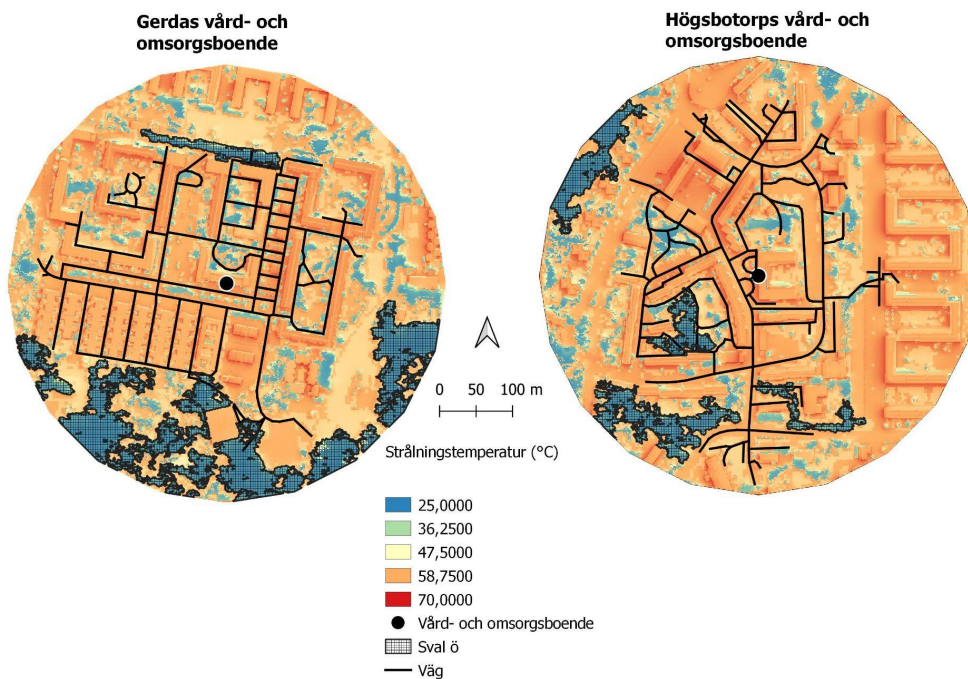 Gerdas vård- och
omsorgsboende
Högsbotorps vård- och
omsorgsboende
0 50 100 m
Strålningstemperatur (°C)
25,0000
36,2500
47,5000
58,7500
70,0000
Vård- och omsorgsboende
Sval ö
Väg